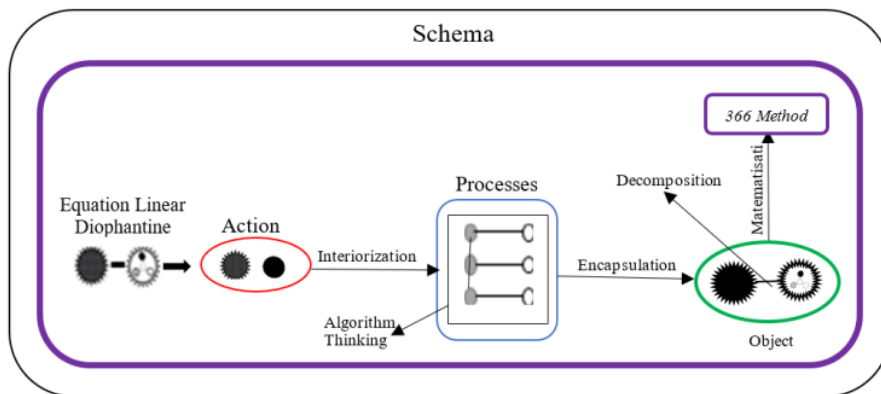 Schema
366 Method
Matematisati
Decomposition
Processes
Equation Linear
Diophantine
Action
Interiorization
Encapsulation
Algorithm
Thinking
Object